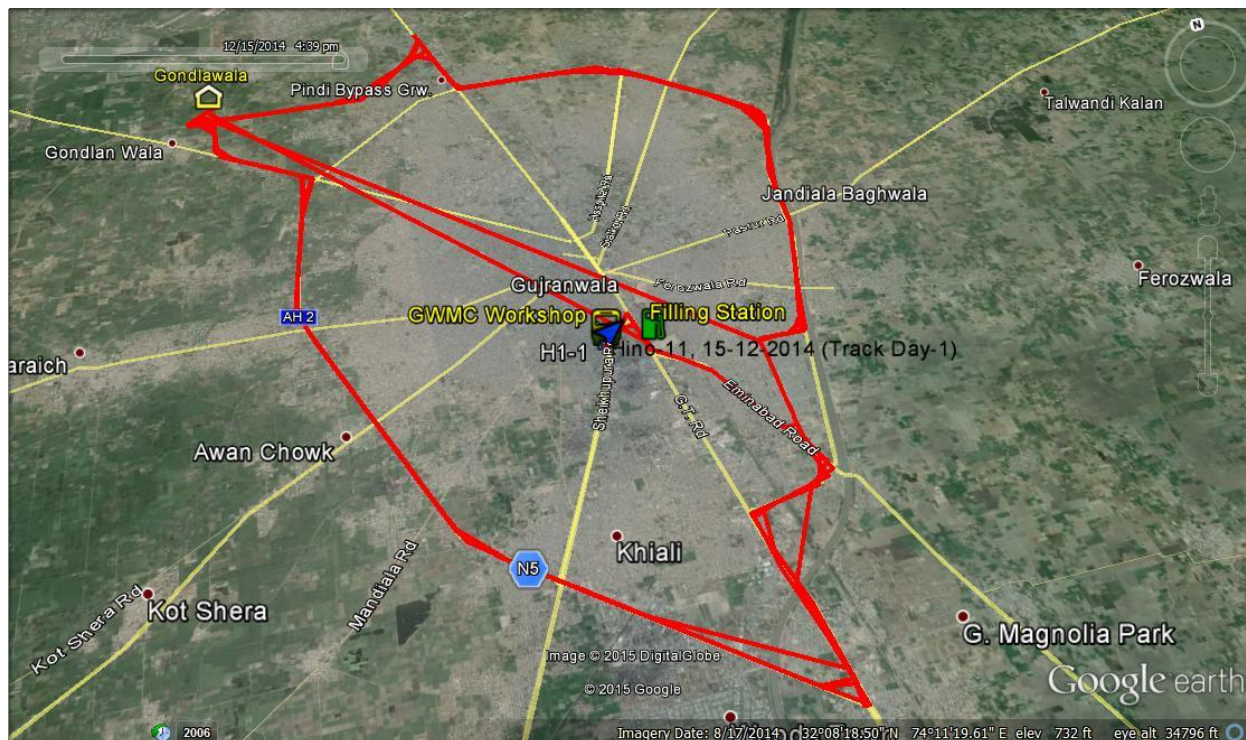 12/15/2014 4:39 pm
N
Gondlawala
Pindi Bypass Grw.
Talwandi Kalan
Gondlan Wala
Jandiala Baghwala
Hospital Rd
Sialkot Rd
Pasrur Rd
Ferozwala
Gujranwala
Ferozwala Rd
AH 2
GWMC Workshop
Filling Station
H1-1
Hino-11, 15-12-2014 (Track Day-1)
araich
Sheikhupura R
G.T. Rd
Eminabad Road
Awan Chowk
Khiali
N5
Kot Shera
Kot Shera Rd
Mandiala Rd
G. Magnolia Park
Image © 2015 DigitalGlobe
© 2015 Google
Google earth
2006
Imagery Date: 8/17/2014 32°08'18.50" N 74°11'19.61" E elev 732 ft eye alt 34796 ft